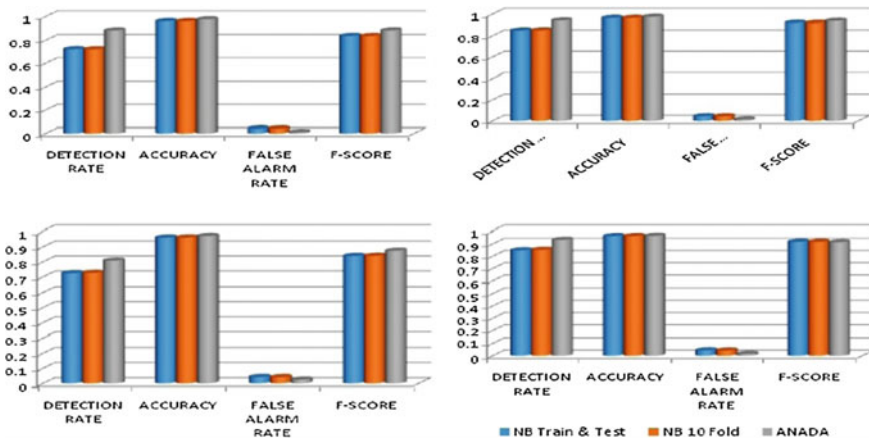 1
0.8
0.6
0.4
0.2
0
DETECTION RATE
ACCURACY
FALSE ALARM RATE
F-SCORE
1
0.8
0.6
0.4
0.2
0
DETECTION ...
ACCURACY
FALSE ...
F-SCORE
1
0.9
0.8
0.7
0.6
0.5
0.4
0.3
0.2
0.1
0
DETECTION RATE
ACCURACY
FALSE ALARM RATE
F-SCORE
1
0.9
0.8
0.7
0.6
0.5
0.4
0.3
0.2
0.1
0
DETECTION RATE
ACCURACY
FALSE ALARM RATE
F-SCORE
NB Train & Test NB 10 Fold ANADA